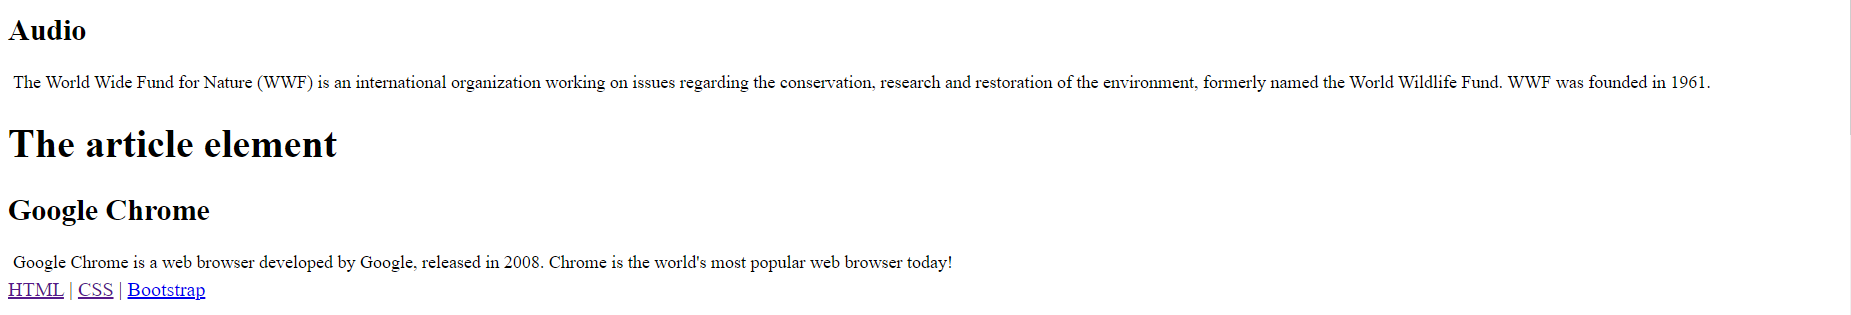 Audio
The World Wide Fund for Nature (WWF) is an international organization working on issues regarding the conservation, research and restoration of the environment, formerly named the World Wildlife Fund. WWF was founded in 1961.
The article element
Google Chrome
Google Chrome is a web browser developed by Google, released in 2008. Chrome is the world's most popular web browser today!
HTML | CSS | Bootstrap